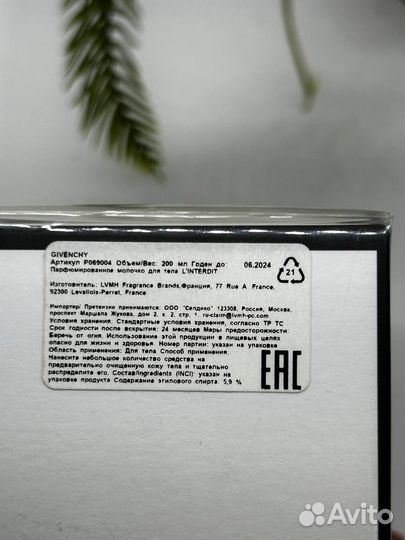 GIVENCHY
Артикул P069004 Объем/Вес: 200 мл Годен до: 06.2024
Парфюмированное молочко для тела L'INTERDIT
Изготовитель: LVMH Fragrance Brands,Франция, 77 Rue A. France,
92300 Levallois-Perret, France
21
Импортер/ Претензии принимаются: ООО "Селдико" 123308, Россия, Москва,
проспект Маршала Жукова, дом 2, к. 2, стр. 1. ru-claim@lvmh-pc.com
Условия хранения: Стандартные условия хранения, согласно ТР ТС
Срок годности после вскрытия: 24 месяцев Меры предосторожности:
Беречь от огня. Использование этой продукции в пищевых целях
опасно для жизни и здоровья. Номер партии: указан на упаковке
Область применения: Для тела Способ применения:
Нанесите небольшое количество средства на
предварительно очищенную кожу тела и тщательно
распределите его. Состав/Ingredients (INCI): указан на
упаковке продукта Содержание этилового спирта: 5,9 %
EAC
Avito